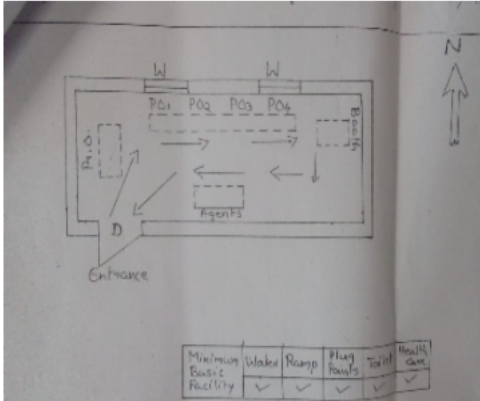 N
W W
PO1 PO2 PO3 PO4
Booth
P.r.O.
Agents
D
Entrance
Minimum Basic Facility
Water
Ramp
Plug Points
Toilet
Health Care